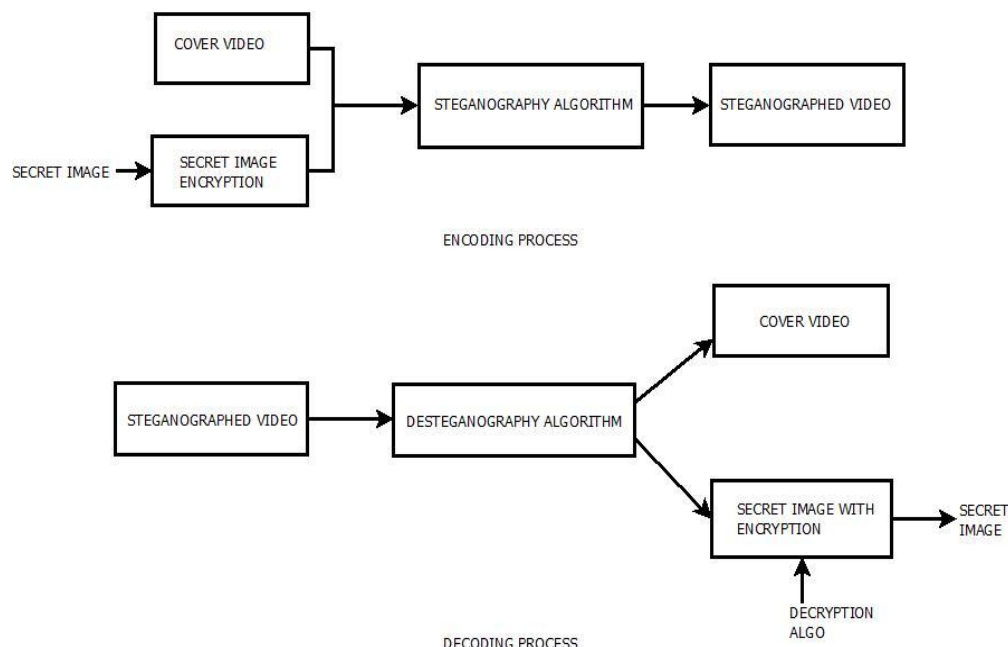 COVER VIDEO
STEGANOGRAPHY ALGORITHM
STEGANOGRAPHED VIDEO
SECRET IMAGE
SECRET IMAGE
ENCRYPTION
ENCODING PROCESS
COVER VIDEO
STEGANOGRAPHED VIDEO
DESTEGANOGRAPHY ALGORITHM
SECRET IMAGE WITH
ENCRYPTION
SECRET
IMAGE
DECRYPTION
ALGO
DECODING PROCESS